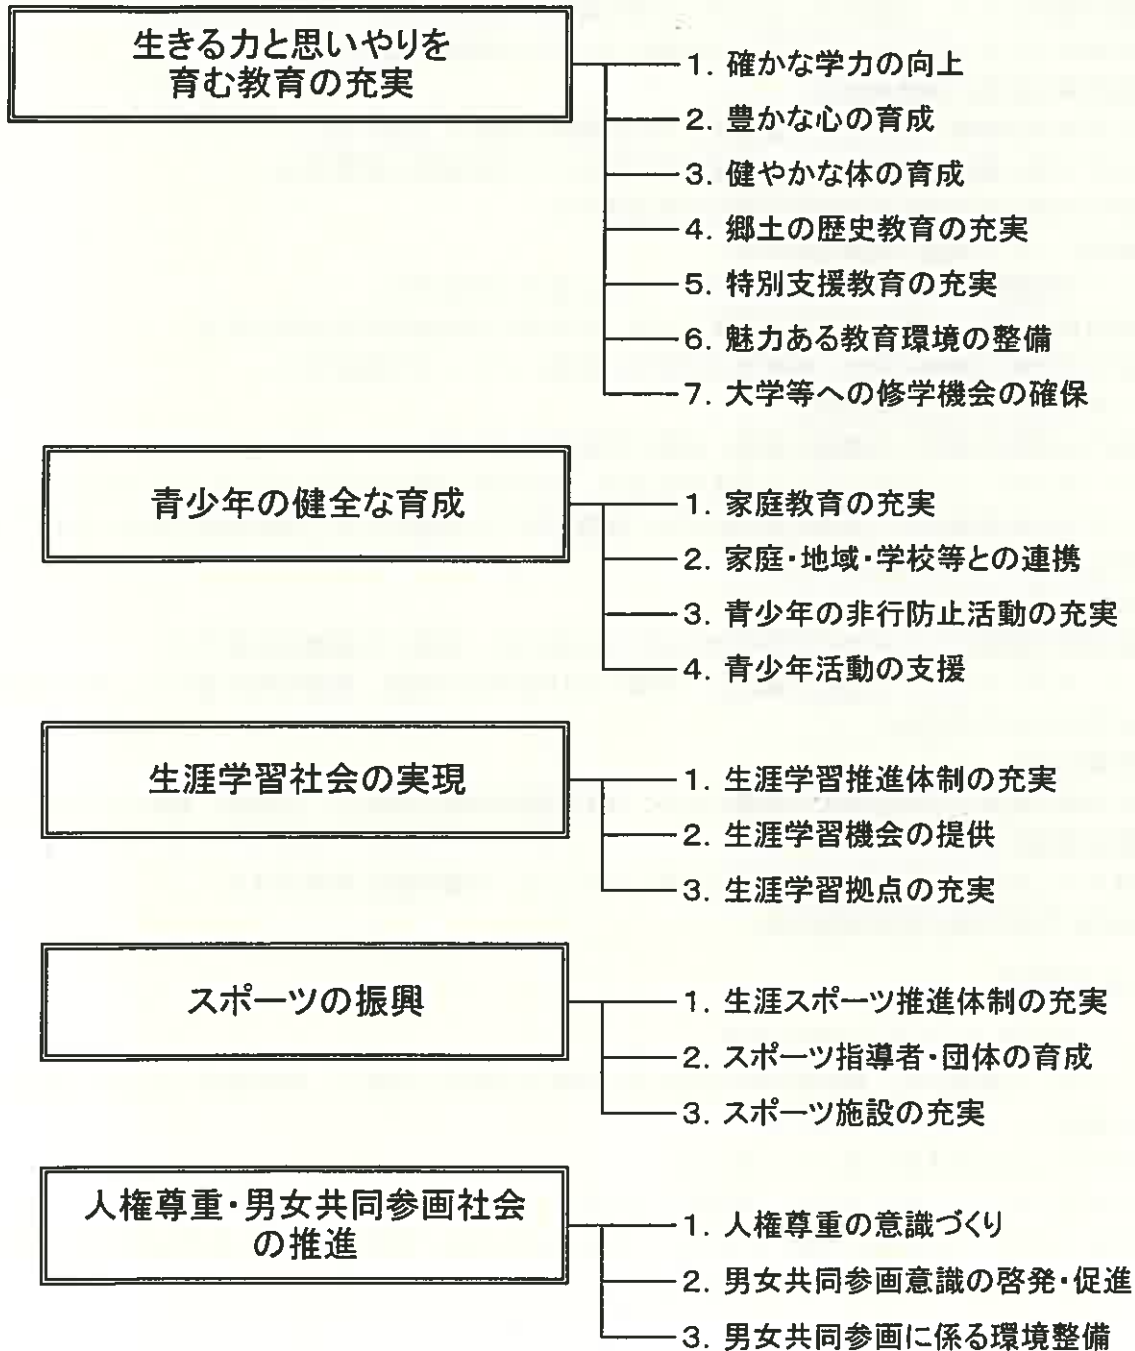 生きる力と思いやりを
育む教育の充実
1. 確かな学力の向上
2. 豊かな心の育成
3. 健やかな体の育成
4. 郷土の歴史教育の充実
5. 特別支援教育の充実
6. 魅力ある教育環境の整備
7. 大学等への修学機会の確保
青少年の健全な育成
1. 家庭教育の充実
2. 家庭・地域・学校等との連携
3. 青少年の非行防止活動の充実
4. 青少年活動の支援
生涯学習社会の実現
1. 生涯学習推進体制の充実
2. 生涯学習機会の提供
3. 生涯学習拠点の充実
スポーツの振興
1. 生涯スポーツ推進体制の充実
2. スポーツ指導者・団体の育成
3. スポーツ施設の充実
人権尊重・男女共同参画社会
の推進
1. 人権尊重の意識づくり
2. 男女共同参画意識の啓発・促進
3. 男女共同参画に係る環境整備